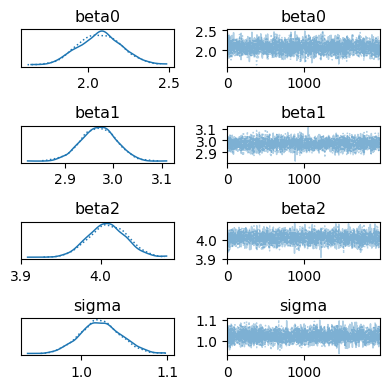 beta0 beta0
2.5
2.0
2.0 2.5 0 1000
beta1 beta1
3.1
3.0
2.9
2.9 3.0 3.1 0 1000
beta2 beta2
4.0
3.9
3.9 4.0 0 1000
sigma sigma
1.1
1.0
1.0 1.1 0 1000